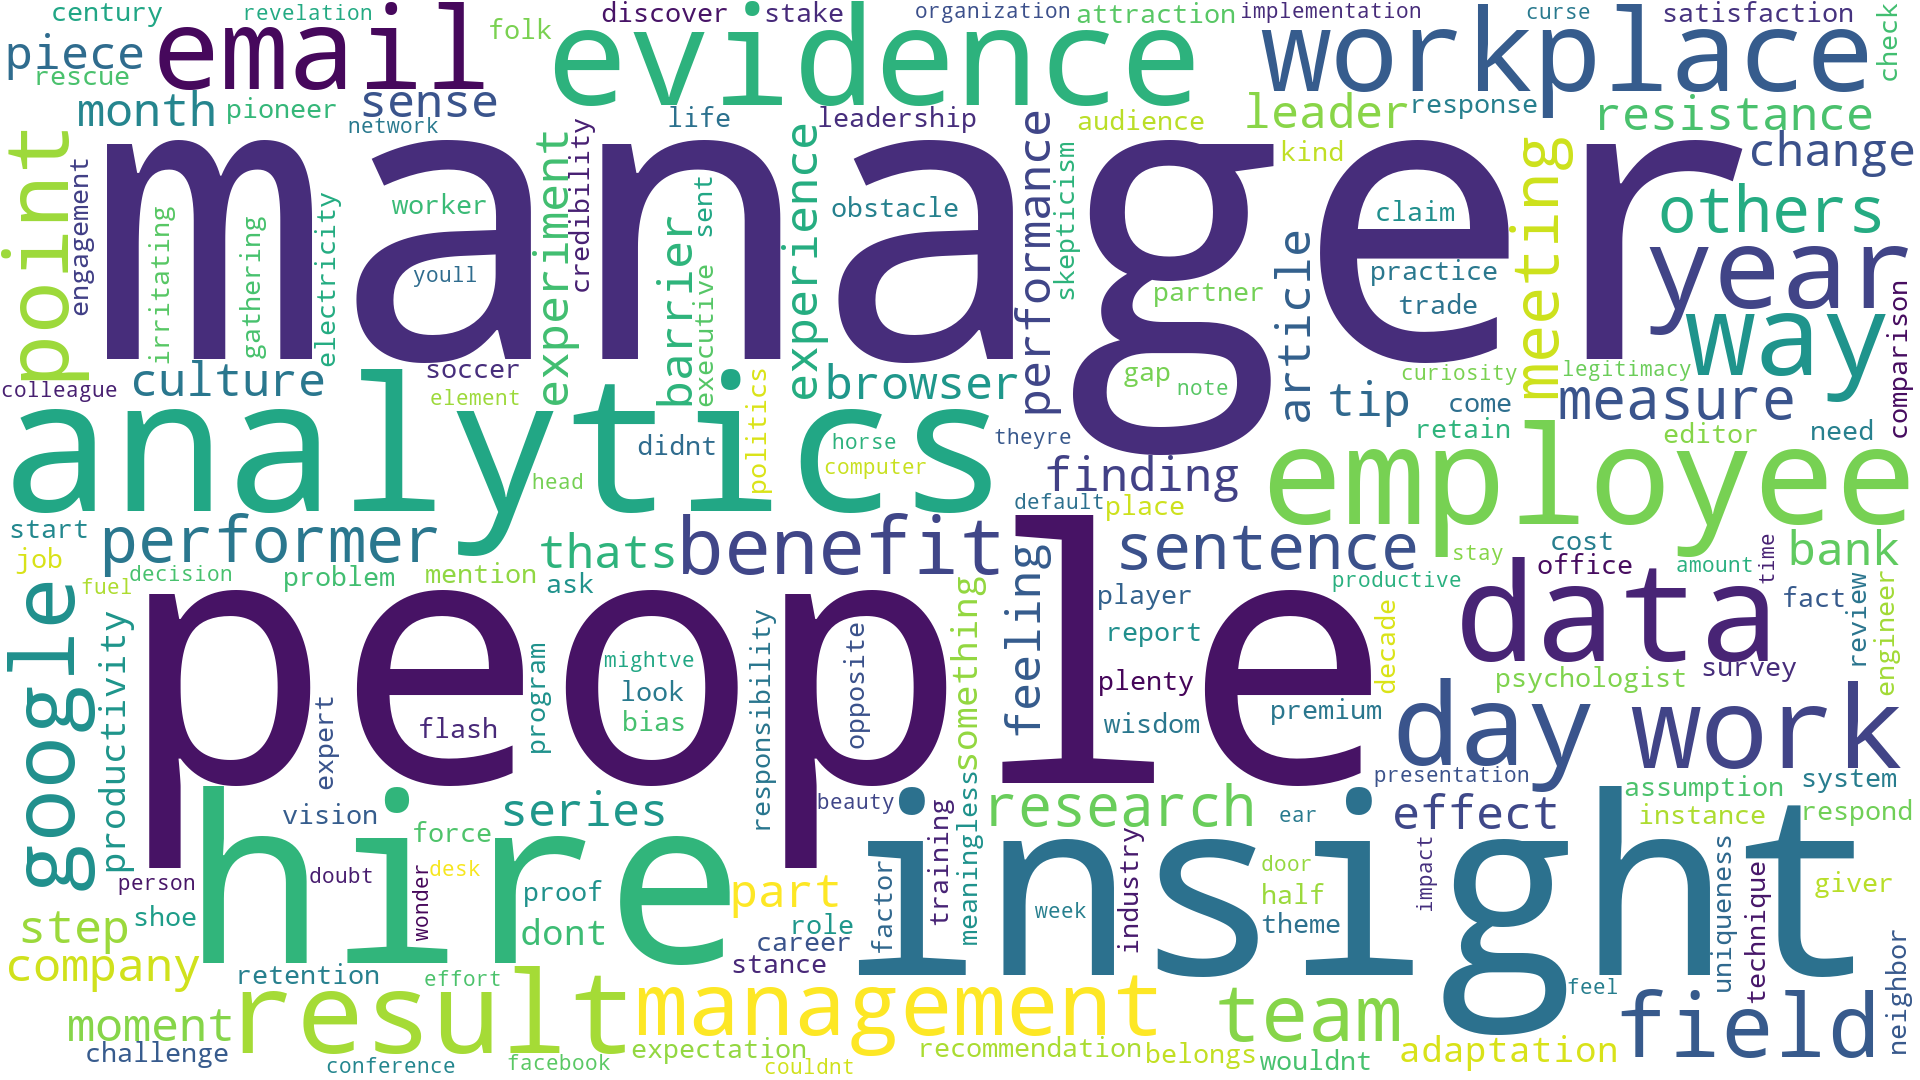 century
revelation
email
discover
stake
organization
attraction
implementation
curse
satisfaction
piece
folk
evidence
workplace
check
rescue
month
pioneer
sense
network
life
leadership
audience
leader
response
resistance
point
manager
change
engagement
irritating
gathering
electricity
worker
experiment
credibility
barrier
sent
executive
experience
obstacle
performance
skepticism
kind
claim
meeting
others
youll
partner
article
practice
trade
year
way
comparison
colleague
culture
soccer
element
politics
browser
gap
note
tip
curiosity
legitimacy
measure
come
retain
editor
need
analytics
didnt
horse
computer
theyre
finding
employee
head
default
place
start
performer
thats
benefit
sentence
stay
cost
office
amount
time
bank
job
fuel
decision
problem
mention
ask
something
feeling
productive
data
fact
review
engineer
google
productivity
people
mightve
look
bias
flash
expert
program
responsibility
opposite
player
report
plenty
wisdom
decade
premium
psychologist
survey
day
work
presentation
assumption
system
vision
force
series
beauty
research
ear
effect
instance
respond
hire
insight
person
doubt
wonder
desk
proof
part
training
meaningless
industry
door
half
impact
uniqueness
technique
giver
step
shoe
dont
role
career
factor
week
theme
company
retention
effort
stance
feel
neighbor
moment
result
management
team
field
challenge
conference
facebook
expectation
couldnt
recommendation
belongs
wouldnt
adaptation